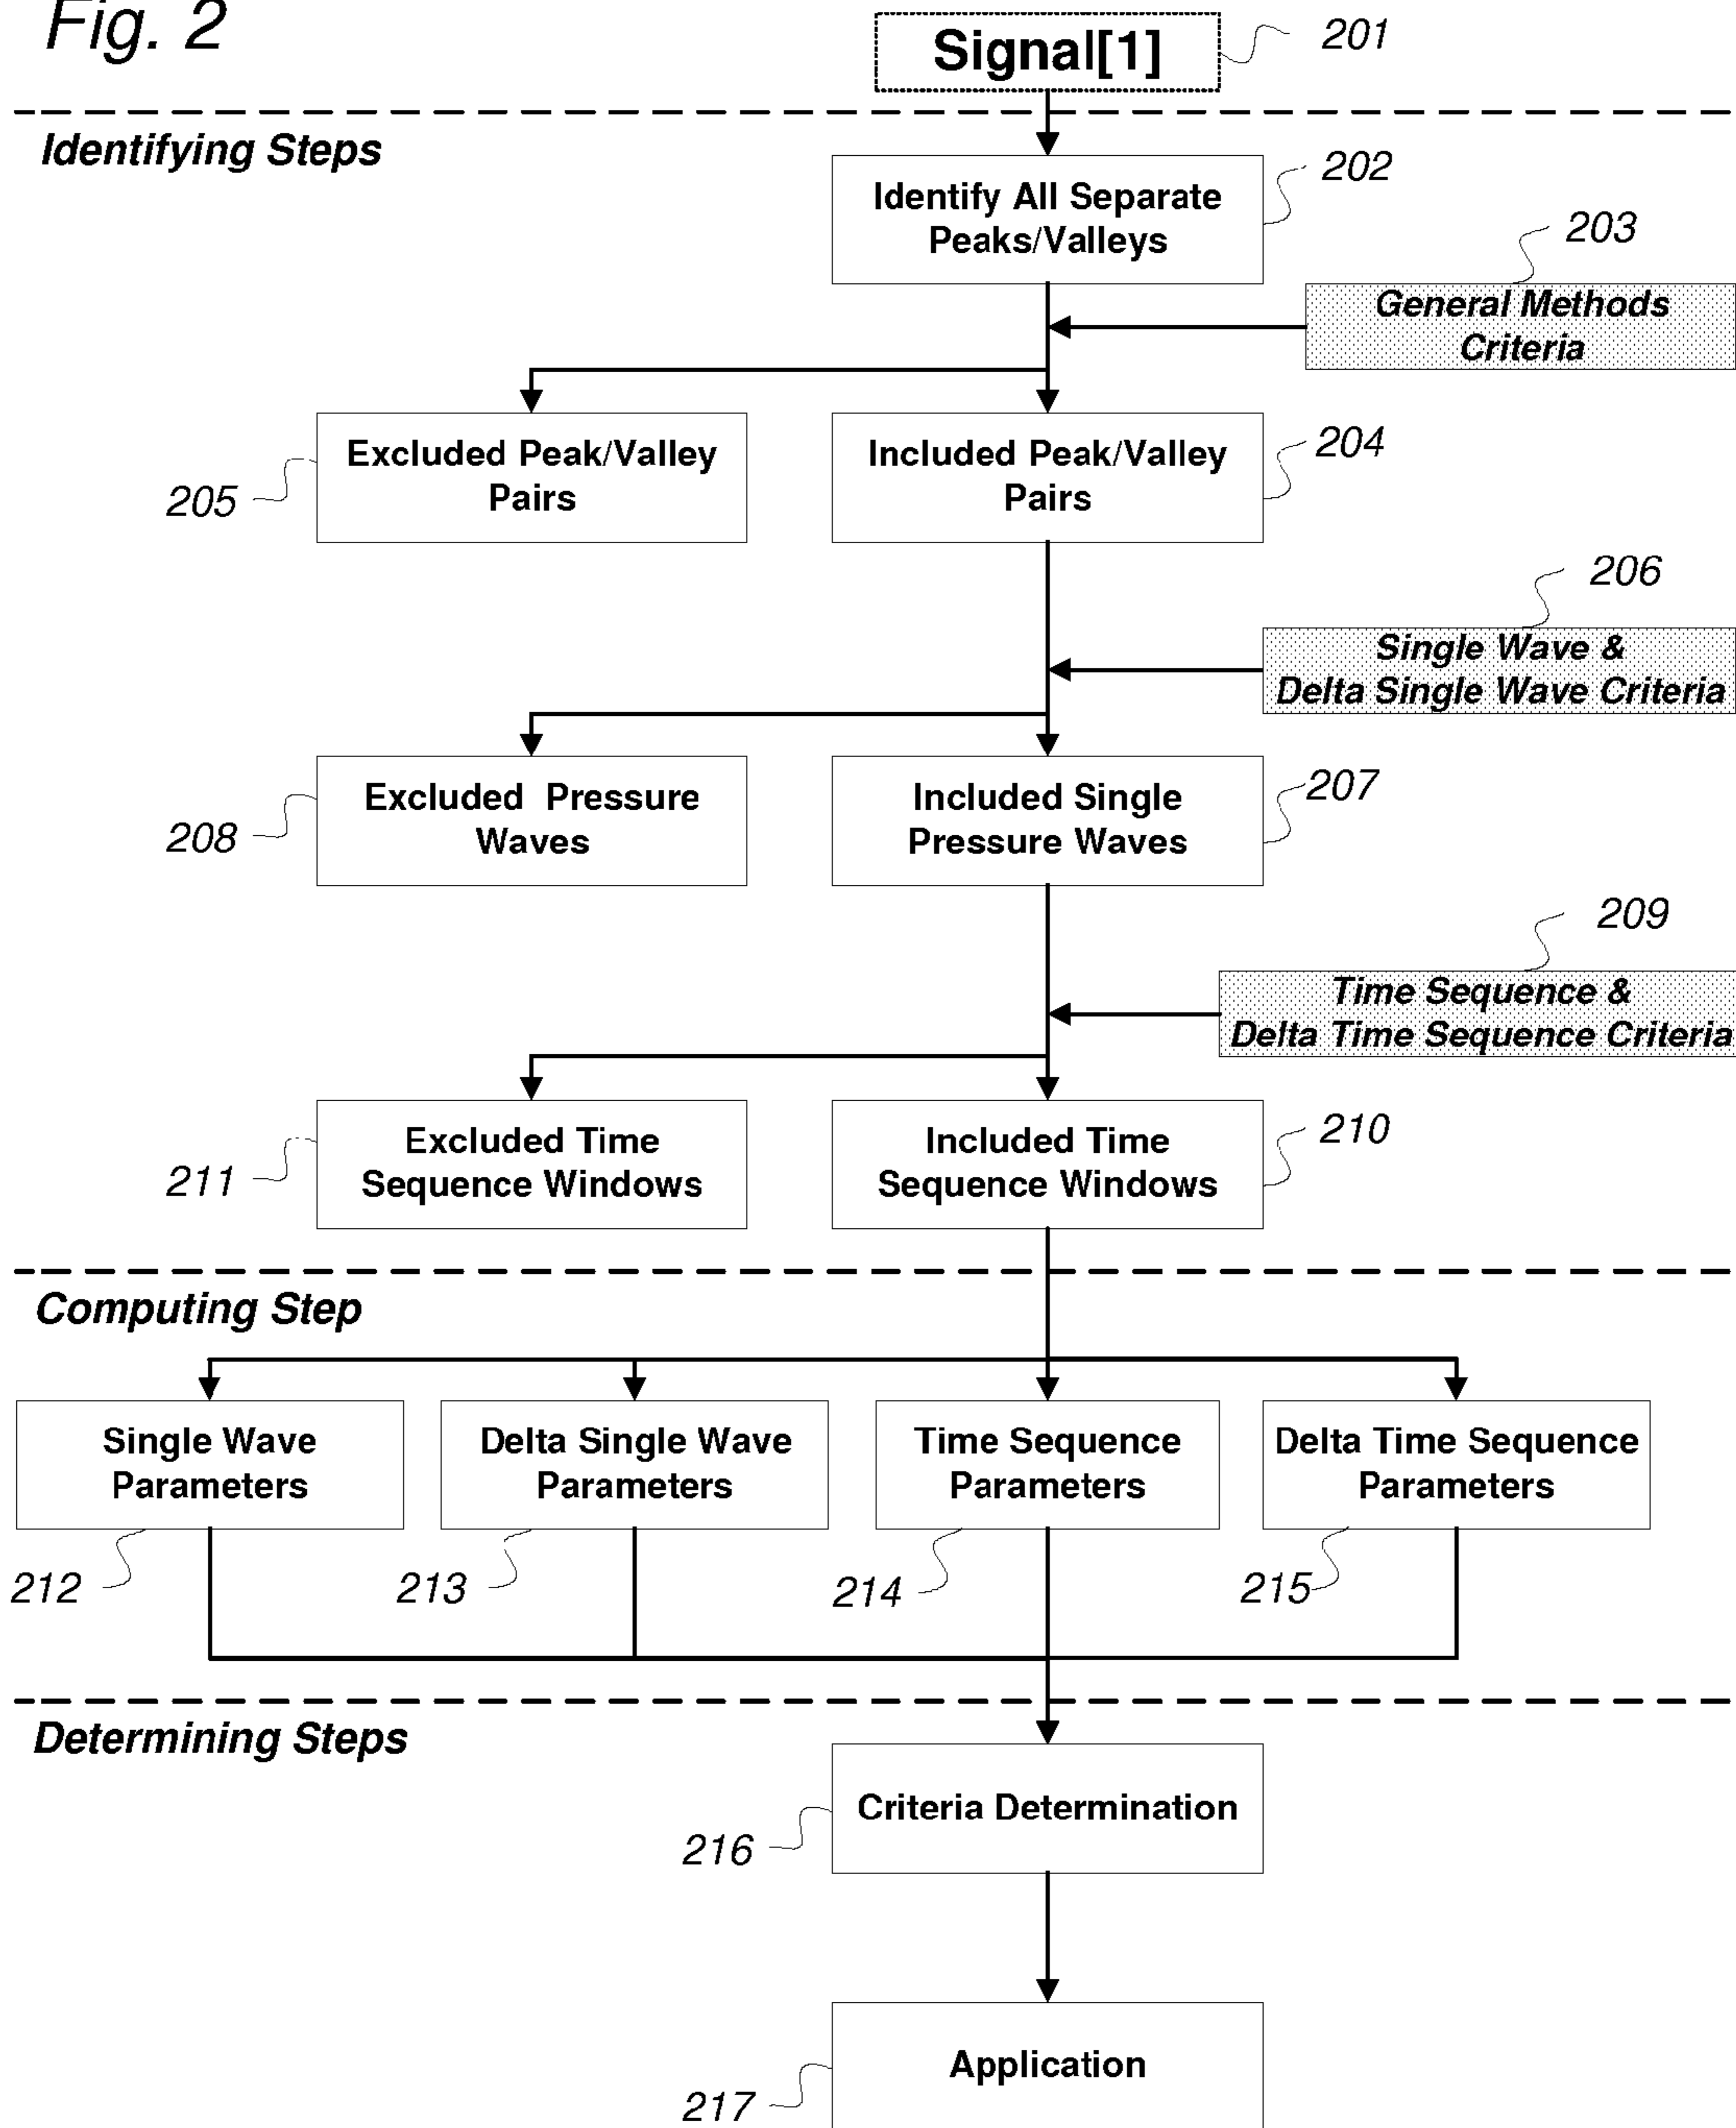 Fig. 2
Signal[1]
201
Identifying Steps
Identify All Separate
Peaks/Valleys
202
203
General Methods
Criteria
Excluded Peak/Valley
Pairs
205
Included Peak/Valley
Pairs
204
206
Single Wave &
Delta Single Wave Criteria
Excluded Pressure
Waves
208
Included Single
Pressure Waves
207
209
Time Sequence &
Delta Time Sequence Criteria
Excluded Time
Sequence Windows
211
Included Time
Sequence Windows
210
Computing Step
Single Wave
Parameters
212
Delta Single Wave
Parameters
213
Time Sequence
Parameters
214
Delta Time Sequence
Parameters
215
Determining Steps
Criteria Determination
216
Application
217